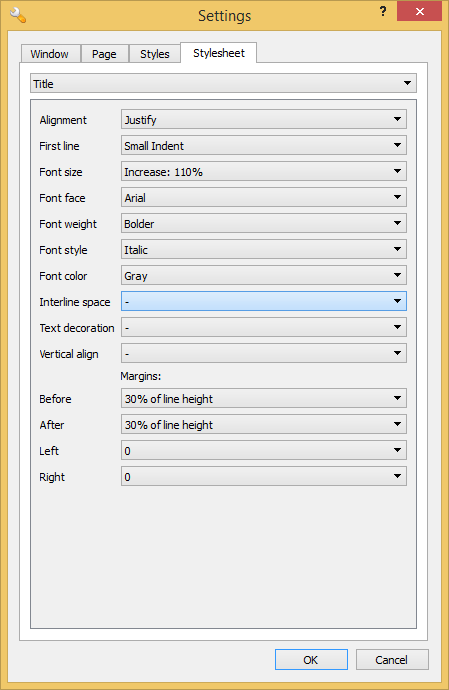 Settings
?
Window Page Styles Stylesheet
Title
Alignment Justify
First line Small Indent
Font size Increase: 110%
Font face Arial
Font weight Bolder
Font style Italic
Font color Gray
Interline space -
Text decoration -
Vertical align -
Margins:
Before 30% of line height
After 30% of line height
Left 0
Right 0
OK Cancel